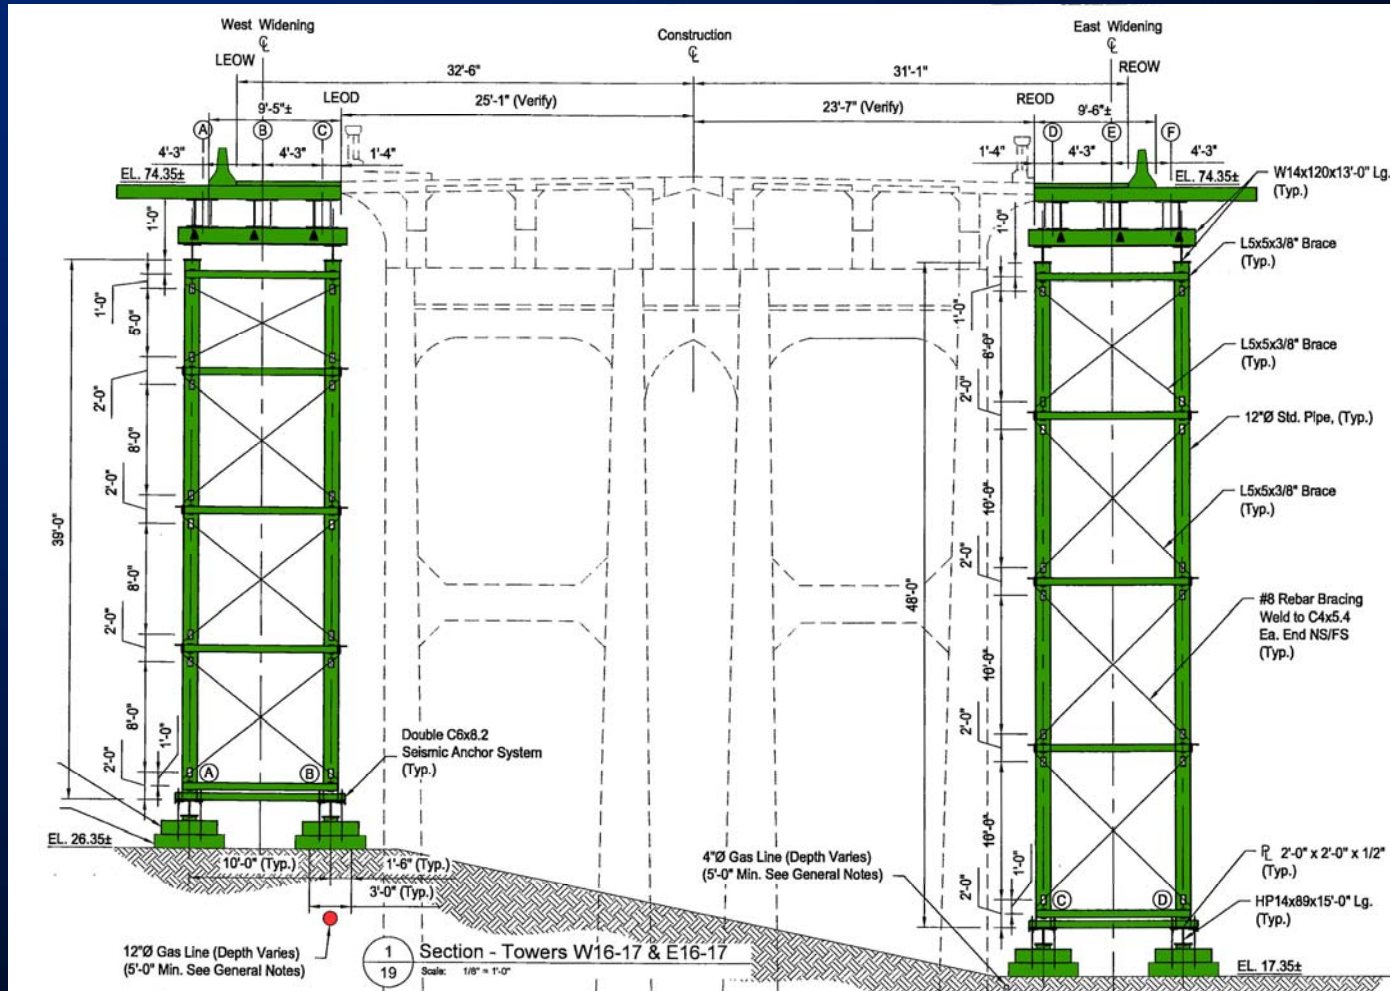 West Widening
℄
Construction
℄
East Widening
℄
LEOW
32'-6"
31'-1"
REOW
LEOD
9'-5"±
25'-1" (Verify)
23'-7" (Verify)
REOD
9'-6"±
A
B
C
D
E
F
4'-3"
4'-3"
1'-4"
1'-4"
4'-3"
4'-3"
EL. 74.35±
EL. 74.35±
W14x120x13'-0" Lg.
(Typ.)
1'-0"
1'-0"
L5x5x3/8" Brace
(Typ.)
1'-0"
5'-0"
2'-0"
8'-0"
2'-0"
8'-0"
2'-0"
8'-0"
2'-0"
1'-0"
39'-0"
1'-0"
8'-0"
2'-0"
10'-0"
2'-0"
10'-0"
2'-0"
10'-0"
2'-0"
1'-0"
48'-0"
L5x5x3/8" Brace
(Typ.)
12"Ø Std. Pipe, (Typ.)
L5x5x3/8" Brace
(Typ.)
#8 Rebar Bracing
Weld to C4x5.4
Ea. End NS/FS
(Typ.)
Double C6x8.2
Seismic Anchor System
(Typ.)
A
B
C
D
EL. 26.35±
10'-0" (Typ.)
1'-6" (Typ.)
3'-0" (Typ.)
4"Ø Gas Line (Depth Varies)
(5'-0" Min. See General Notes)
℄ 2'-0" x 2'-0" x 1/2"
(Typ.)
HP14x89x15'-0" Lg.
(Typ.)
12"Ø Gas Line (Depth Varies)
(5'-0" Min. See General Notes)
1
19
Section - Towers W16-17 & E16-17
Scale: 1/8" = 1'-0"
EL. 17.35±